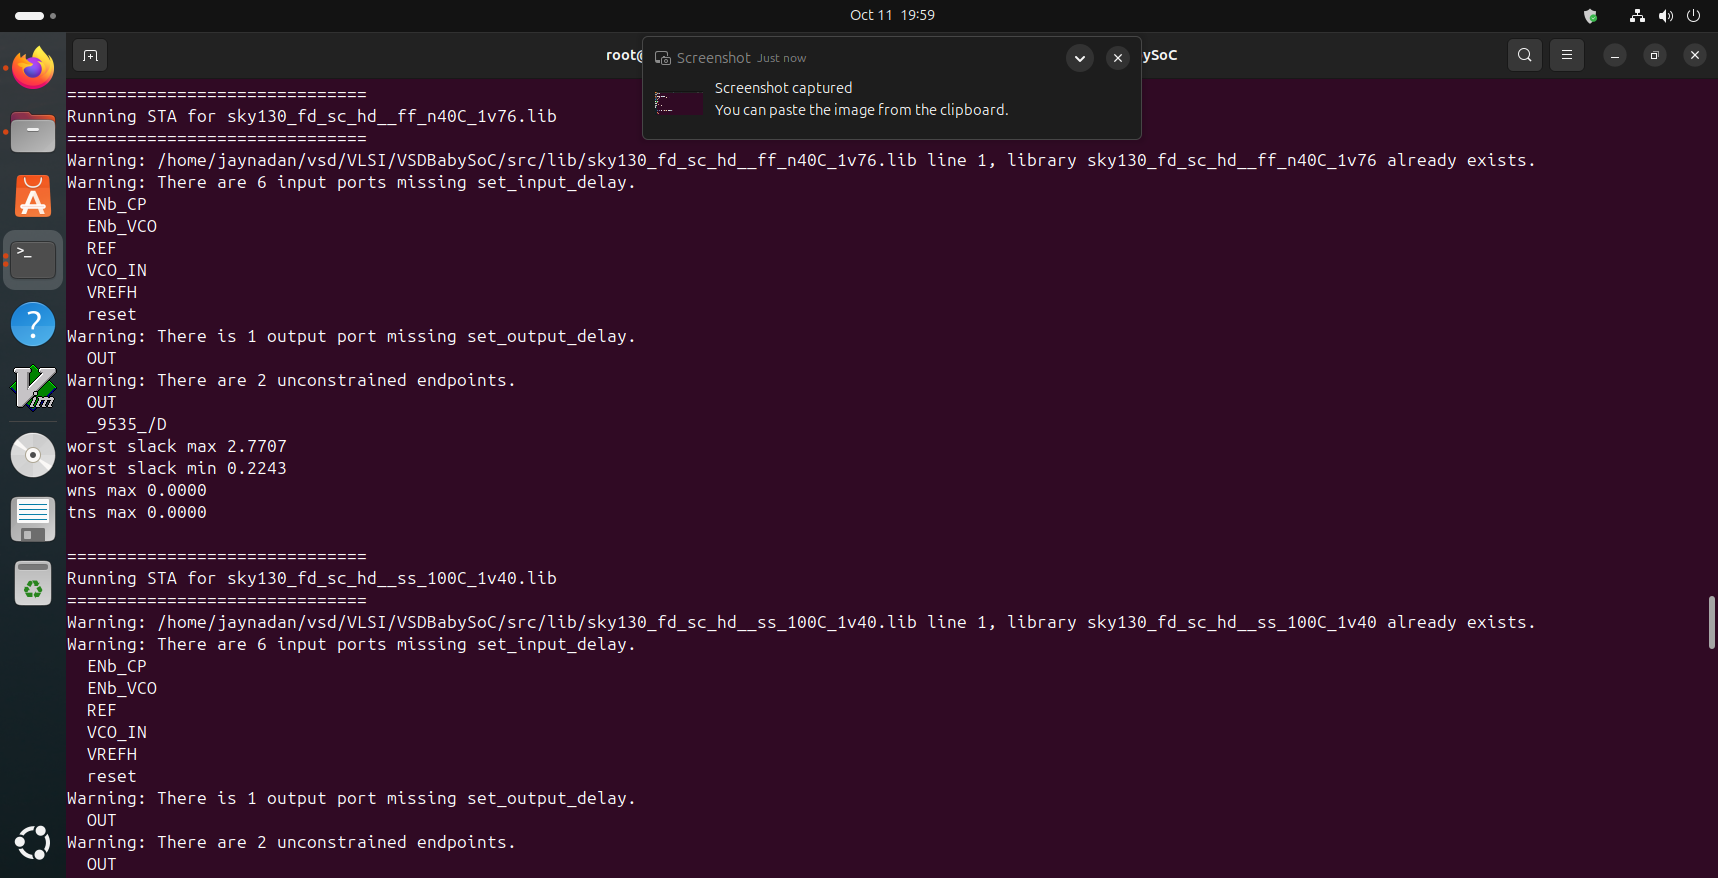 Oct 11 19:59
root@
ySoC
Screenshot Just now
Screenshot captured
You can paste the image from the clipboard.
==============================
Running STA for sky130_fd_sc_hd__ff_n40C_1v76.lib
==============================
Warning: /home/jaynadan/vsd/VLSI/VSDBabySoC/src/lib/sky130_fd_sc_hd__ff_n40C_1v76.lib line 1, library sky130_fd_sc_hd__ff_n40C_1v76 already exists.
Warning: There are 6 input ports missing set_input_delay.
ENb_CP
ENb_VCO
REF
VCO_IN
VREFH
reset
Warning: There is 1 output port missing set_output_delay.
OUT
Warning: There are 2 unconstrained endpoints.
OUT
_9535_/D
worst slack max 2.7707
worst slack min 0.2243
wns max 0.0000
tns max 0.0000
==============================
Running STA for sky130_fd_sc_hd__ss_100C_1v40.lib
==============================
Warning: /home/jaynadan/vsd/VLSI/VSDBabySoC/src/lib/sky130_fd_sc_hd__ss_100C_1v40.lib line 1, library sky130_fd_sc_hd__ss_100C_1v40 already exists.
Warning: There are 6 input ports missing set_input_delay.
ENb_CP
ENb_VCO
REF
VCO_IN
VREFH
reset
Warning: There is 1 output port missing set_output_delay.
OUT
Warning: There are 2 unconstrained endpoints.
OUT